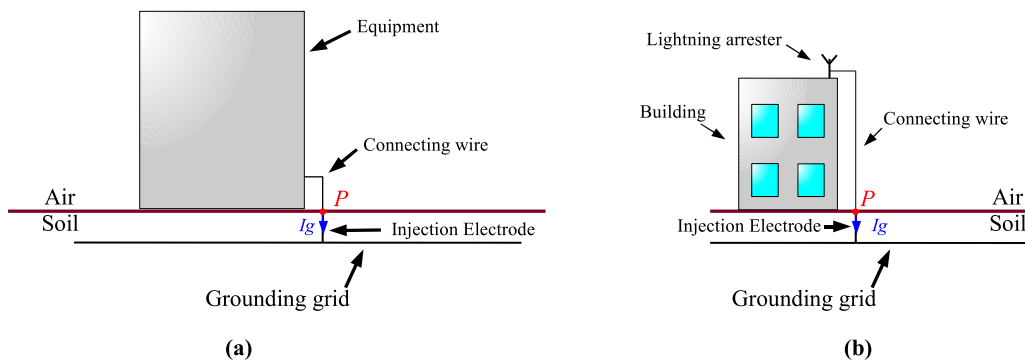 Equipment
Connecting wire
Air
P
Soil
Ig
Injection Electrode
Grounding grid
(a)
Lightning arrester
Building
Connecting wire
P
Air
Injection Electrode
Ig
Soil
Grounding grid
(b)